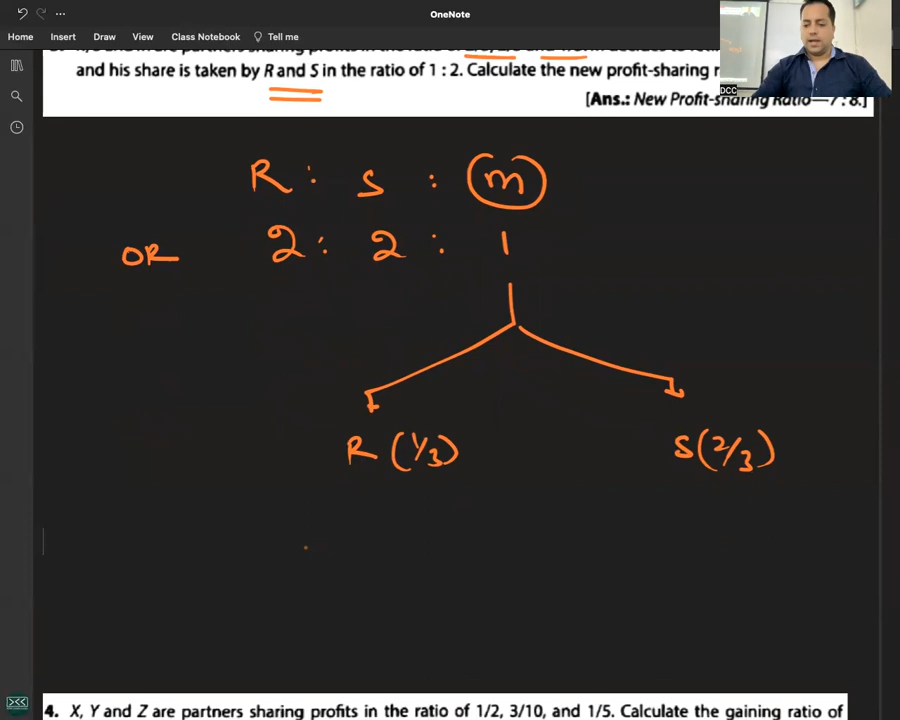 OneNote
Home Insert Draw View Class Notebook Tell me
and his share is taken by R and S in the ratio of 1 : 2. Calculate the new profit-sharing
DCC
[Ans.: New Profit-sharing Ratio—7 : 8.]
R : S : m
OR 2 : 2 : 1
R (1/3) S (2/3)
4. X, Y and Z are partners sharing profits in the ratio of 1/2, 3/10, and 1/5. Calculate the gaining ratio of